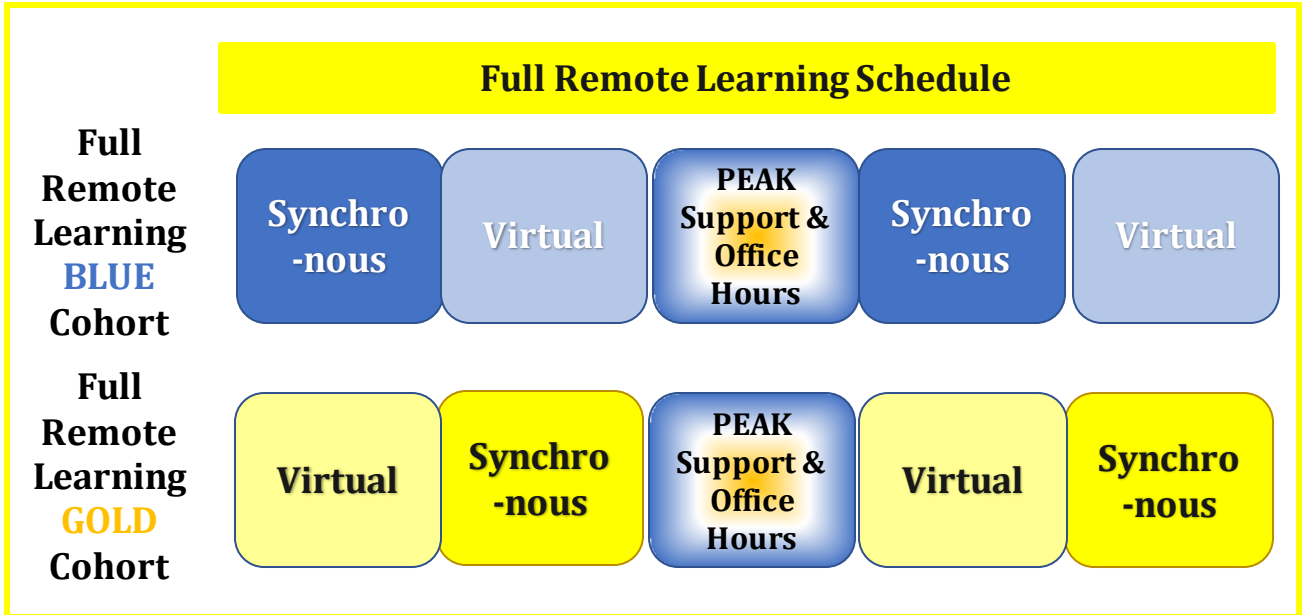 Full Remote Learning Schedule
Full
Remote
Learning
BLUE
Cohort
Synchro
-nous
Virtual
PEAK
Support &
Office
Hours
Synchro
-nous
Virtual
Full
Remote
Learning
GOLD
Cohort
Virtual
Synchro
-nous
PEAK
Support &
Office
Hours
Virtual
Synchro
-nous